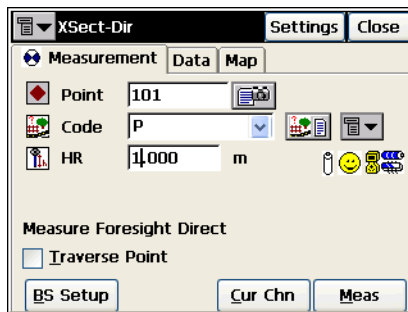 XSect-Dir Settings Close
Measurement Data Map
Point 101
Code P
HR 1.000 m
Measure Foresight Direct
Traverse Point
BS Setup Cur Chn Meas